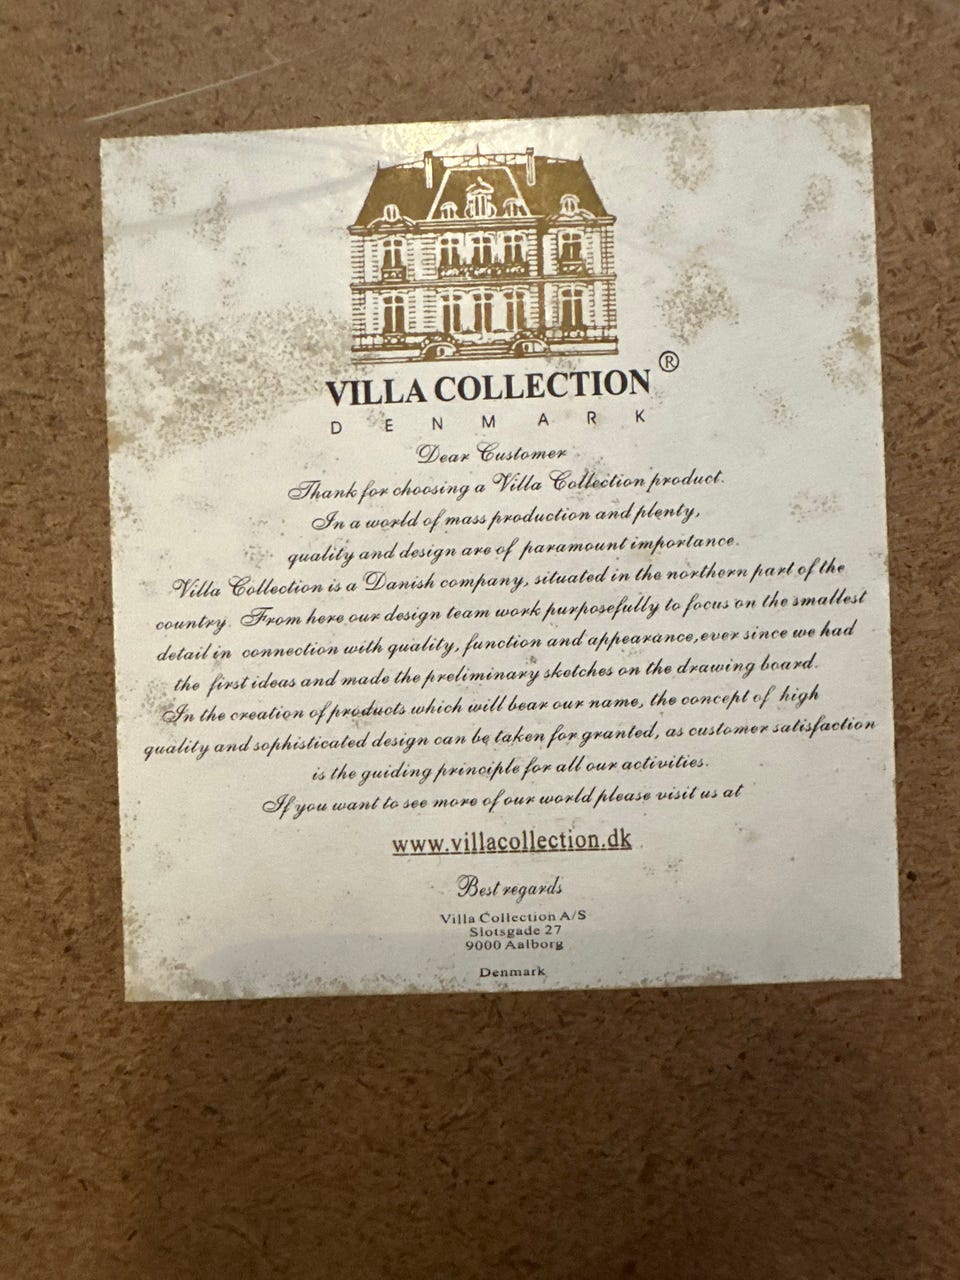 VILLA COLLECTION ®
DENMARK
Dear Customer
Thank for choosing a Villa Collection product.
In a world of mass production and plenty,
quality and design are of paramount importance.
Villa Collection is a Danish company, situated in the northern part of the
country. From here our design team work purposefully to focus on the smallest
detail in connection with quality, function and appearance, ever since we had
the first ideas and made the preliminary sketches on the drawing board.
In the creation of products which will bear our name, the concept of high
quality and sophisticated design can be taken for granted, as customer satisfaction
is the guiding principle for all our activities.
If you want to see more of our world please visit us at
www.villacollection.dk
Best regards
Villa Collection A/S
Slotsgade 27
9000 Aalborg
Denmark